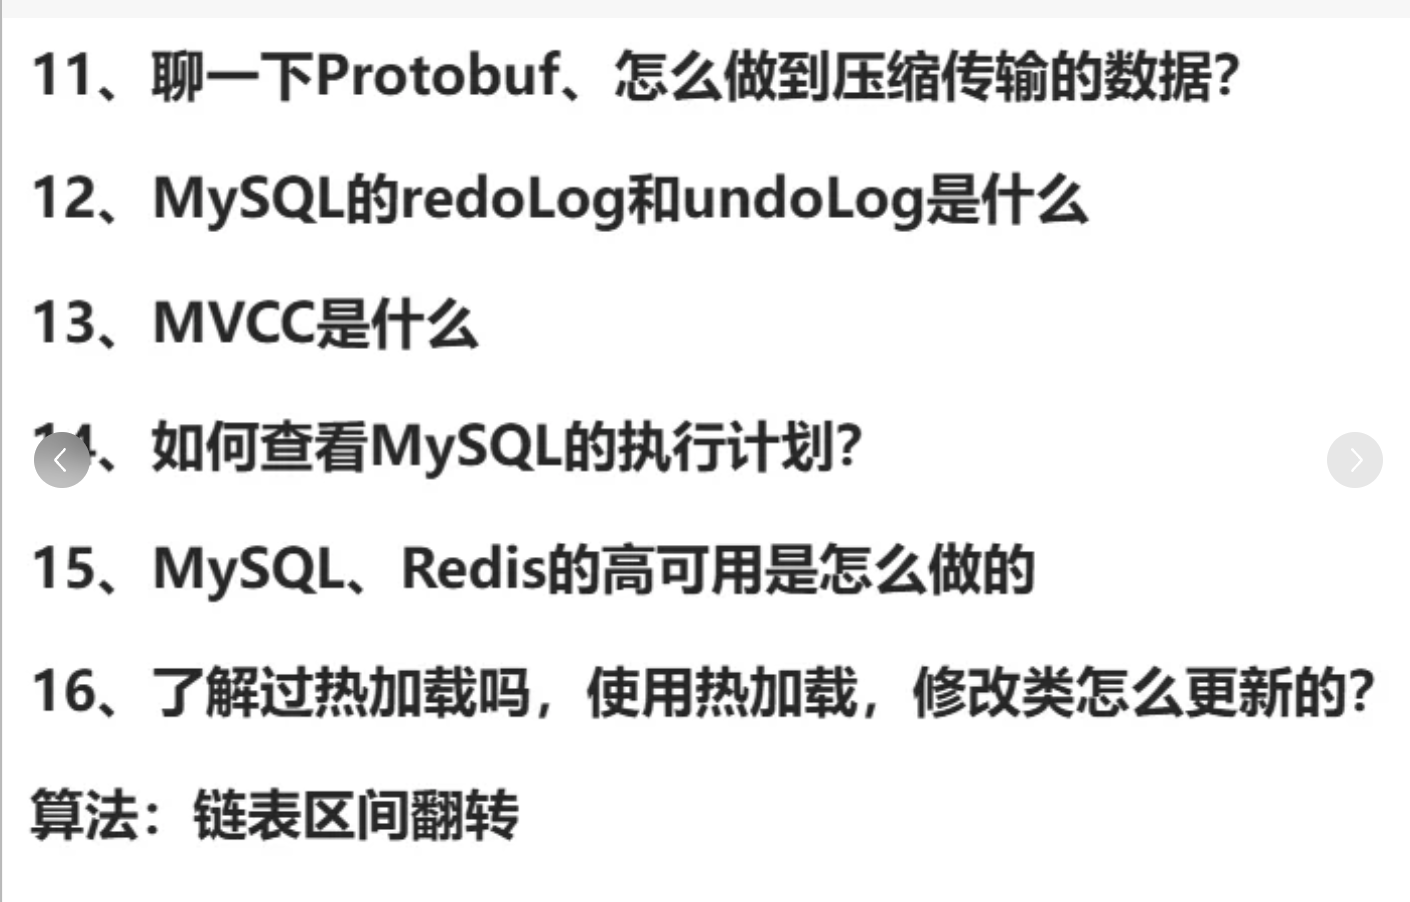 11、聊一下Protobuf、怎么做到压缩传输的数据？
12、MySQL的redoLog和undoLog是什么
13、MVCC是什么
14、如何查看MySQL的执行计划？
15、MySQL、Redis的高可用是怎么做的
16、了解过热加载吗，使用热加载，修改类怎么更新的？
算法：链表区间翻转